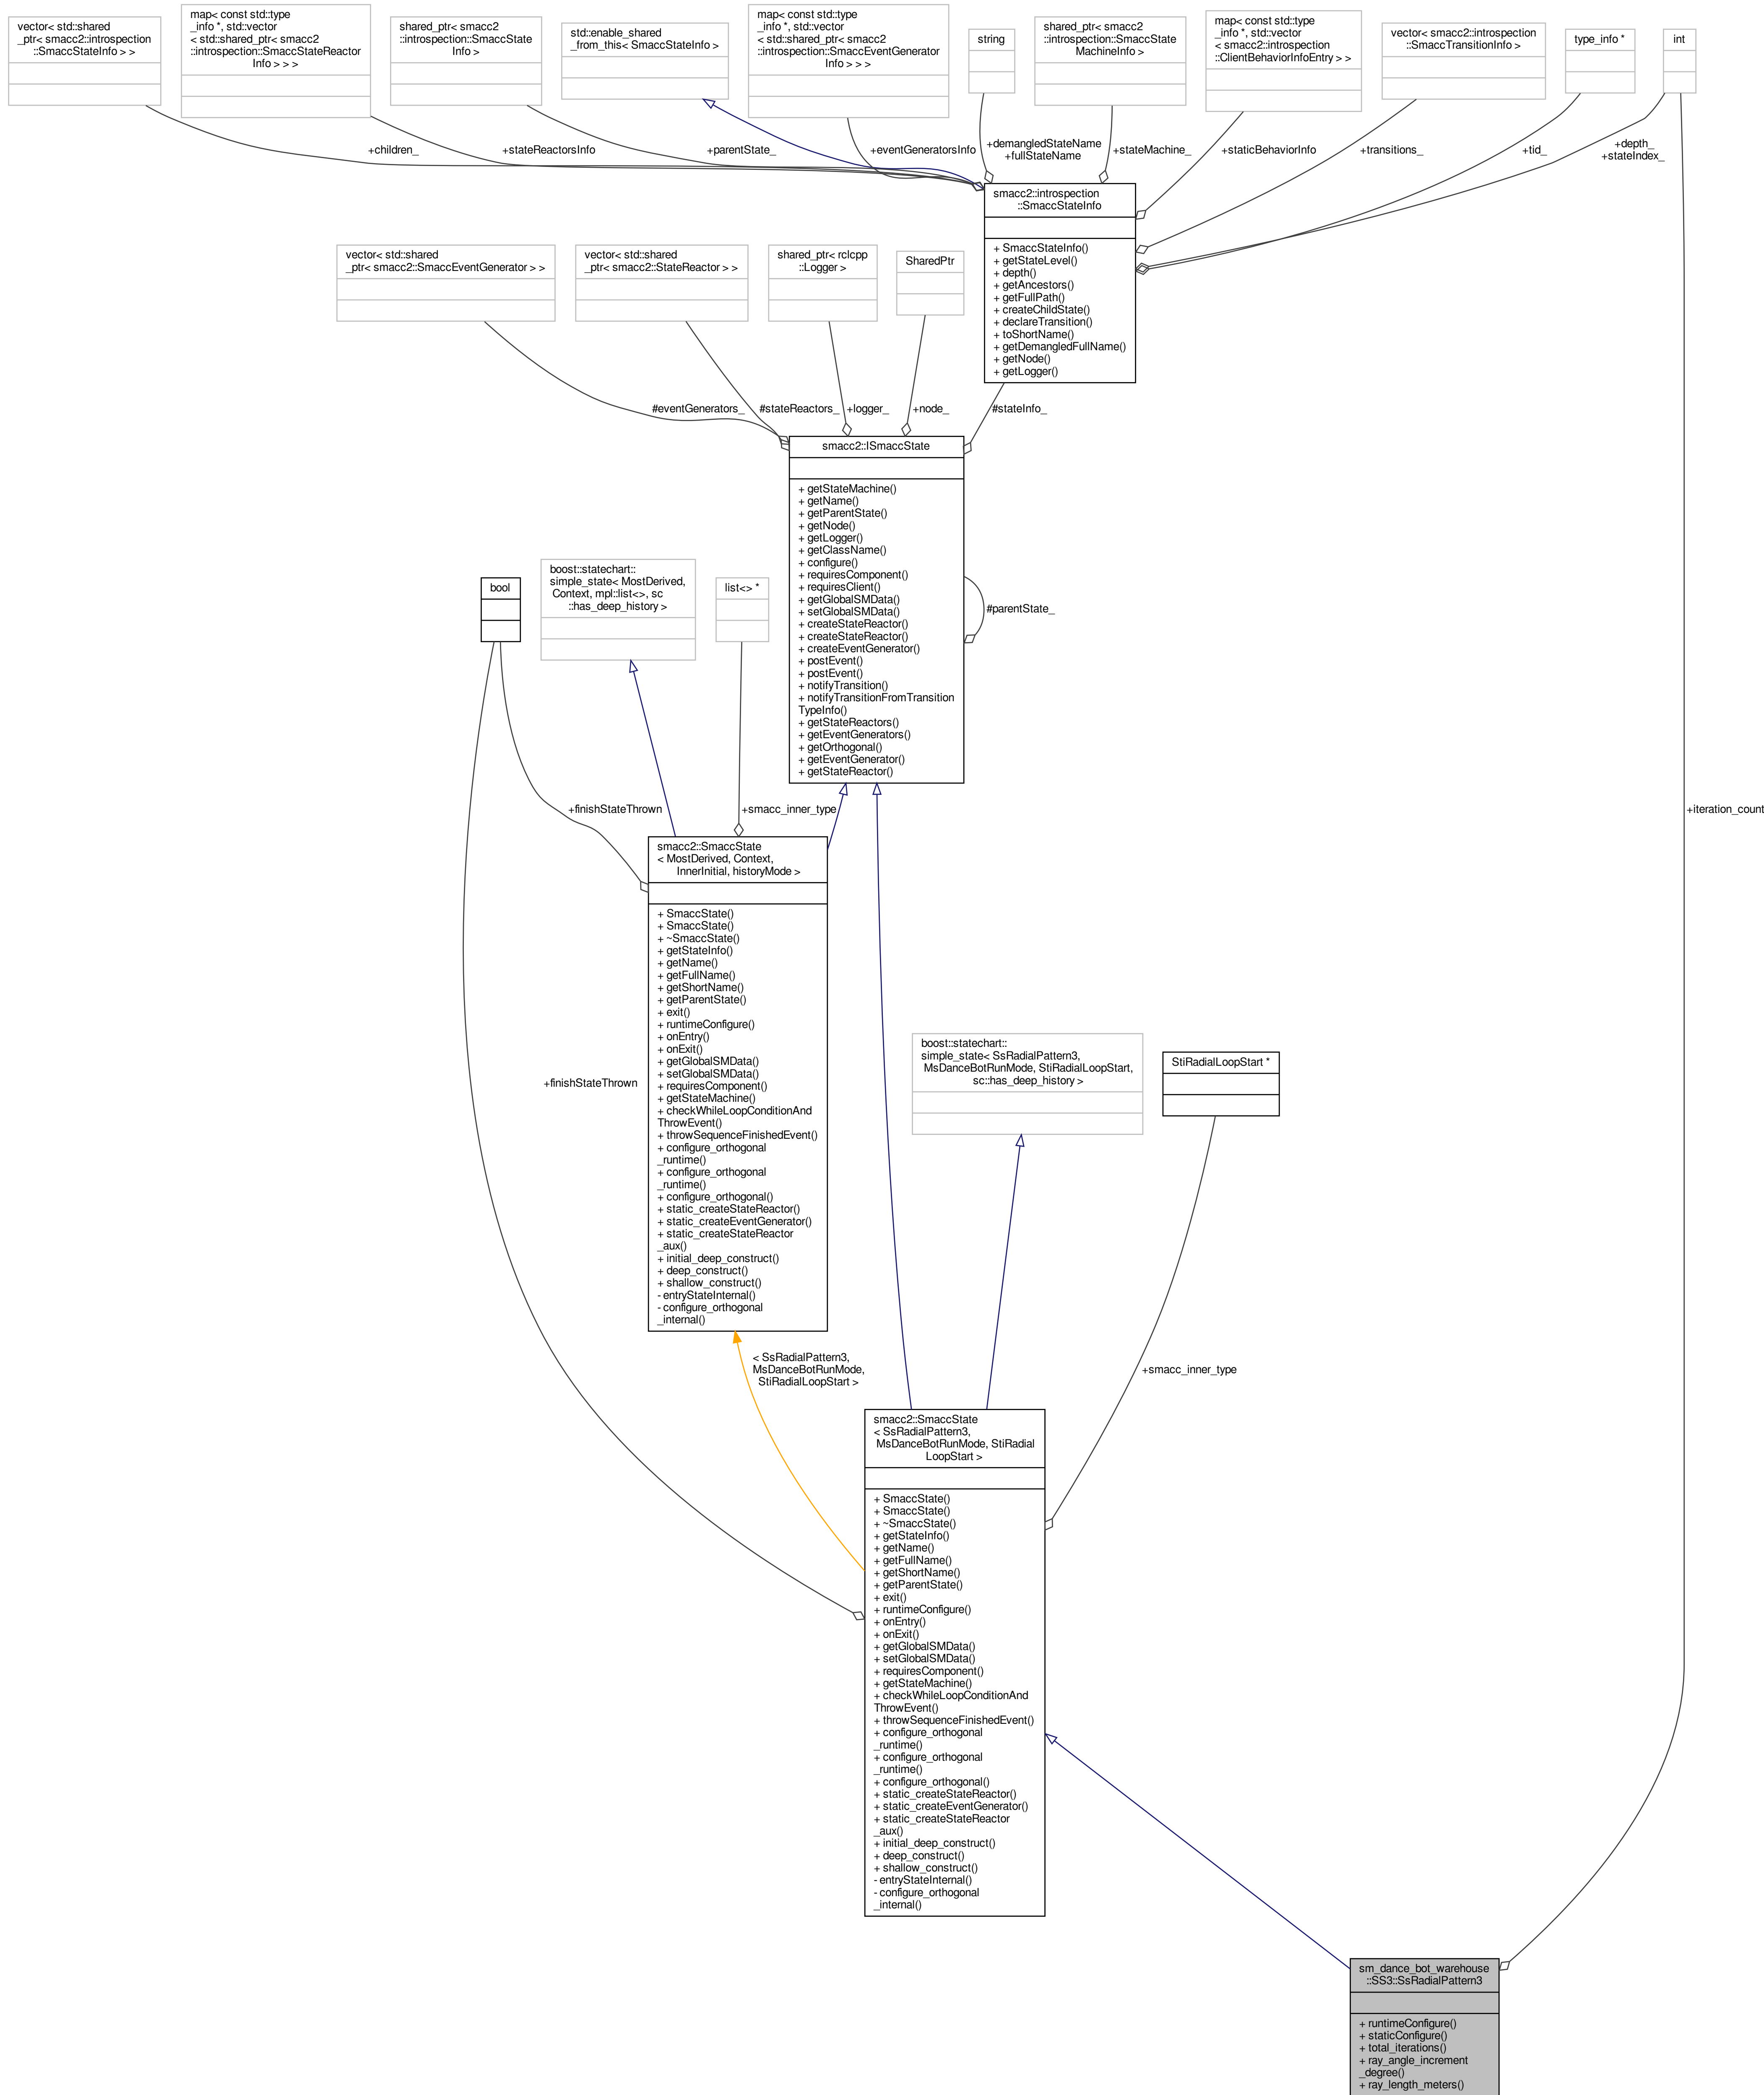 vector< std::shared
_ptr< smacc2::introspection
::SmaccStateInfo > >
map< const std::type
_info *, std::vector
< std::shared_ptr< smacc2
::introspection::SmaccStateReactor
Info > > >
shared_ptr< smacc2
::introspection::SmaccState
Info >
std::enable_shared
_from_this< SmaccStateInfo >
map< const std::type
_info *, std::vector
< std::shared_ptr< smacc2
::introspection::SmaccEventGenerator
Info > > >
string
shared_ptr< smacc2
::introspection::SmaccState
MachineInfo >
map< const std::type
_info *, std::vector
< smacc2::introspection
::ClientBehaviorInfoEntry > >
vector< smacc2::introspection
::SmaccTransitionInfo >
type_info *
int
+children_
+stateReactorsInfo
+parentState_
+eventGeneratorsInfo
+demangledStateName
+fullStateName
+stateMachine_
+staticBehaviorInfo
+transitions_
+tid_
+depth_
+stateIndex_
smacc2::introspection
::SmaccStateInfo
+ SmaccStateInfo()
+ getStateLevel()
+ depth()
+ getAncestors()
+ getFullPath()
+ createChildState()
+ declareTransition()
+ toShortName()
+ getDemangledFullName()
+ getNode()
+ getLogger()
vector< std::shared
_ptr< smacc2::SmaccEventGenerator > >
vector< std::shared
_ptr< smacc2::StateReactor > >
shared_ptr< rclcpp
::Logger >
SharedPtr
#eventGenerators_
#stateReactors_
+logger_
+node_
#stateInfo_
smacc2::ISmaccState
+ getStateMachine()
+ getName()
+ getParentState()
+ getNode()
+ getLogger()
+ getClassName()
+ configure()
+ requiresComponent()
+ requiresClient()
+ getGlobalSMData()
+ setGlobalSMData()
+ createStateReactor()
+ createStateReactor()
+ createEventGenerator()
+ postEvent()
+ postEvent()
+ notifyTransition()
+ notifyTransitionFromTransition
TypeInfo()
+ getStateReactors()
+ getEventGenerators()
+ getOrthogonal()
+ getEventGenerator()
+ getStateReactor()
#parentState_
bool
boost::statechart::
simple_state< MostDerived,
Context, mpl::list<>, sc
::has_deep_history >
list<> *
+finishStateThrown
+smacc_inner_type
+iteration_count
smacc2::SmaccState
< MostDerived, Context,
InnerInitial, historyMode >
+ SmaccState()
+ SmaccState()
+ ~SmaccState()
+ getStateInfo()
+ getName()
+ getFullName()
+ getShortName()
+ getParentState()
+ exit()
+ runtimeConfigure()
+ onEntry()
+ onExit()
+ getGlobalSMData()
+ setGlobalSMData()
+ requiresComponent()
+ getStateMachine()
+ checkWhileLoopConditionAnd
ThrowEvent()
+ throwSequenceFinishedEvent()
+ configure_orthogonal
_runtime()
+ configure_orthogonal
_runtime()
+ configure_orthogonal()
+ static_createStateReactor()
+ static_createEventGenerator()
+ static_createStateReactor
_aux()
+ initial_deep_construct()
+ deep_construct()
+ shallow_construct()
- entryStateInternal()
- configure_orthogonal
_internal()
+finishStateThrown
boost::statechart::
simple_state< SsRadialPattern3,
MsDanceBotRunMode, StiRadialLoopStart,
sc::has_deep_history >
StiRadialLoopStart *
< SsRadialPattern3,
MsDanceBotRunMode,
StiRadialLoopStart >
+smacc_inner_type
smacc2::SmaccState
< SsRadialPattern3,
MsDanceBotRunMode, StiRadial
LoopStart >
+ SmaccState()
+ SmaccState()
+ ~SmaccState()
+ getStateInfo()
+ getName()
+ getFullName()
+ getShortName()
+ getParentState()
+ exit()
+ runtimeConfigure()
+ onEntry()
+ onExit()
+ getGlobalSMData()
+ setGlobalSMData()
+ requiresComponent()
+ getStateMachine()
+ checkWhileLoopConditionAnd
ThrowEvent()
+ throwSequenceFinishedEvent()
+ configure_orthogonal
_runtime()
+ configure_orthogonal
_runtime()
+ configure_orthogonal()
+ static_createStateReactor()
+ static_createEventGenerator()
+ static_createStateReactor
_aux()
+ initial_deep_construct()
+ deep_construct()
+ shallow_construct()
- entryStateInternal()
- configure_orthogonal
_internal()
sm_dance_bot_warehouse
::SS3::SsRadialPattern3
+ runtimeConfigure()
+ staticConfigure()
+ total_iterations()
+ ray_angle_increment
_degree()
+ ray_length_meters()